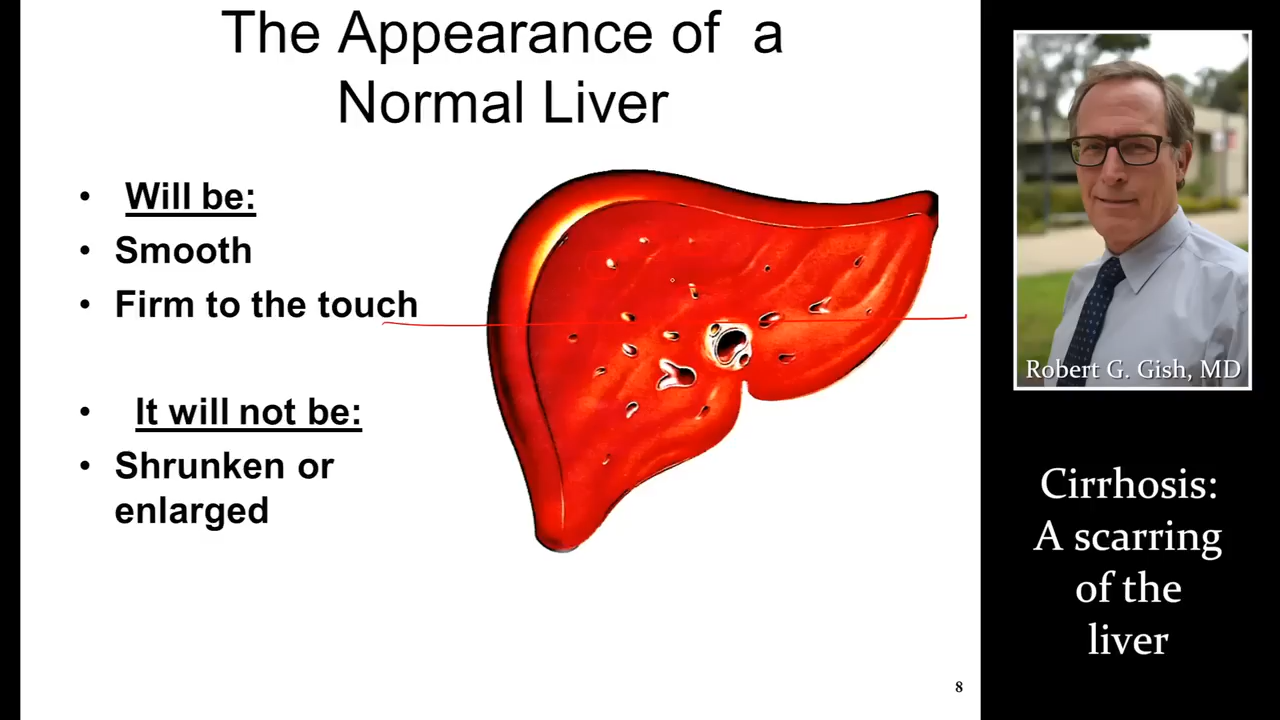 The Appearance of a
Normal Liver
• Will be:
• Smooth
• Firm to the touch
• It will not be:
• Shrunken or
enlarged
8
Robert G. Gish, MD
Cirrhosis:
A scarring
of the
liver